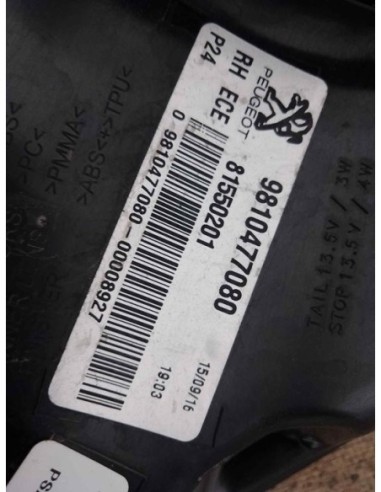 PEUGEOT
RH ECE
P24
9810477080
81550201
0 9810477080-00008927
15/09/16
19:03
>PC<
>PMMA<
>ABS<+>TPU<
TAIL 13.5V / 3W
STOP 13.5V / 4W